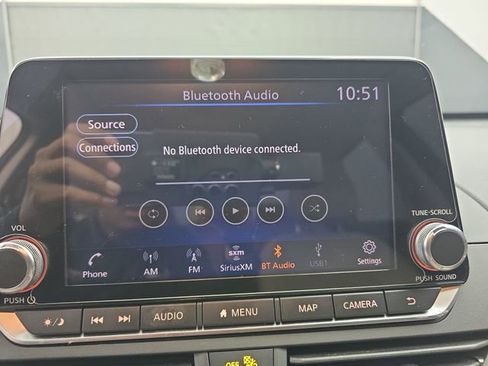 Bluetooth Audio 10:51
Source
Connections
No Bluetooth device connected.
VOL
TUNE-SCROLL
Phone
AM
FM
sxm
SiriusXM
BT Audio
USB1
Settings
PUSH
PUSH SOUND
AUDIO
MENU
MAP
CAMERA
OFF